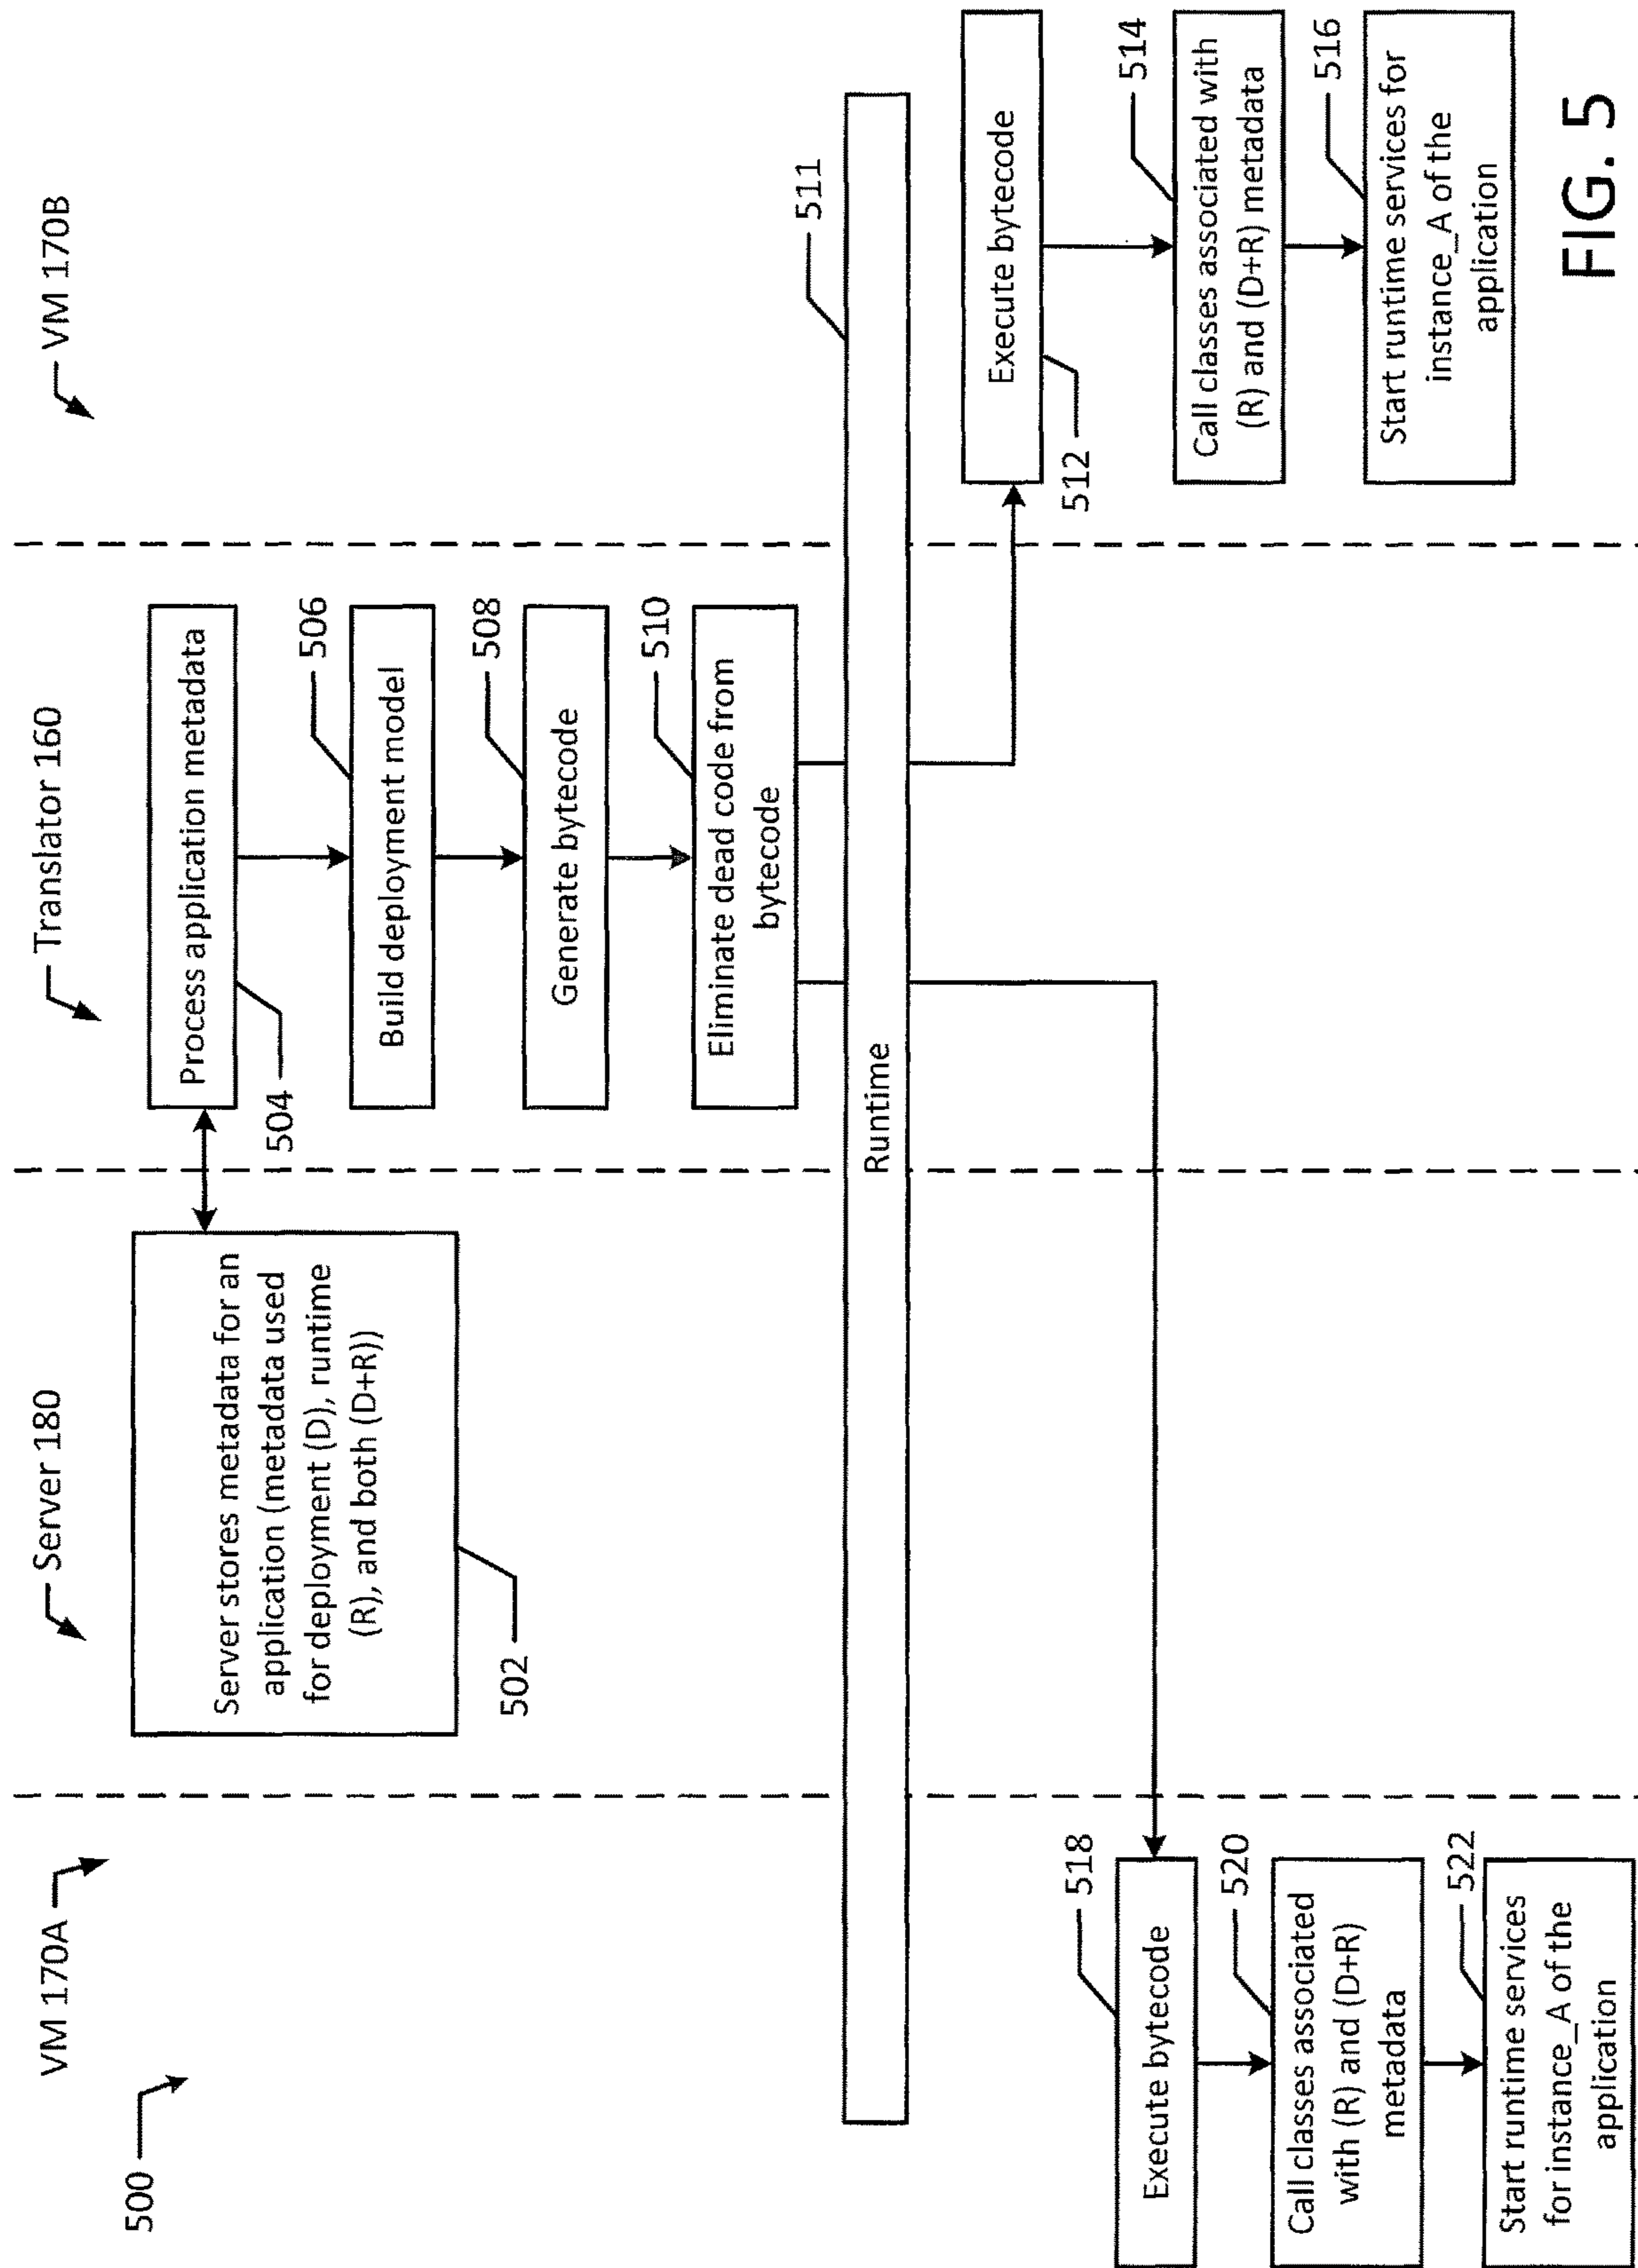 500
VM 170A
Server 180
Translator 160
VM 170B
Server stores metadata for an
application (metadata used
for deployment (D), runtime
(R), and both (D+R))
502
Process application metadata
504
Build deployment model
506
Generate bytecode
508
Eliminate dead code from
bytecode
510
Runtime
511
Execute bytecode
512
Call classes associated with
(R) and (D+R) metadata
514
Start runtime services for
instance_A of the
application
516
Execute bytecode
518
Call classes associated
with (R) and (D+R)
metadata
520
Start runtime services
for instance_A of the
application
522
FIG. 5